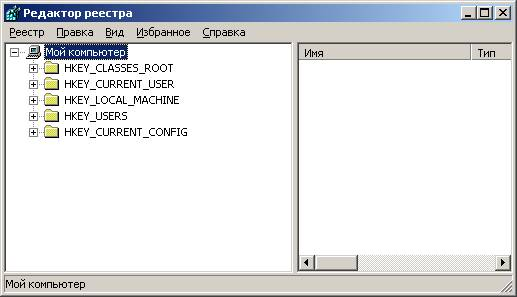 Редактор реестра
Реестр Правка Вид Избранное Справка
Мой компьютер
HKEY_CLASSES_ROOT
HKEY_CURRENT_USER
HKEY_LOCAL_MACHINE
HKEY_USERS
HKEY_CURRENT_CONFIG
Имя Тип
Мой компьютер